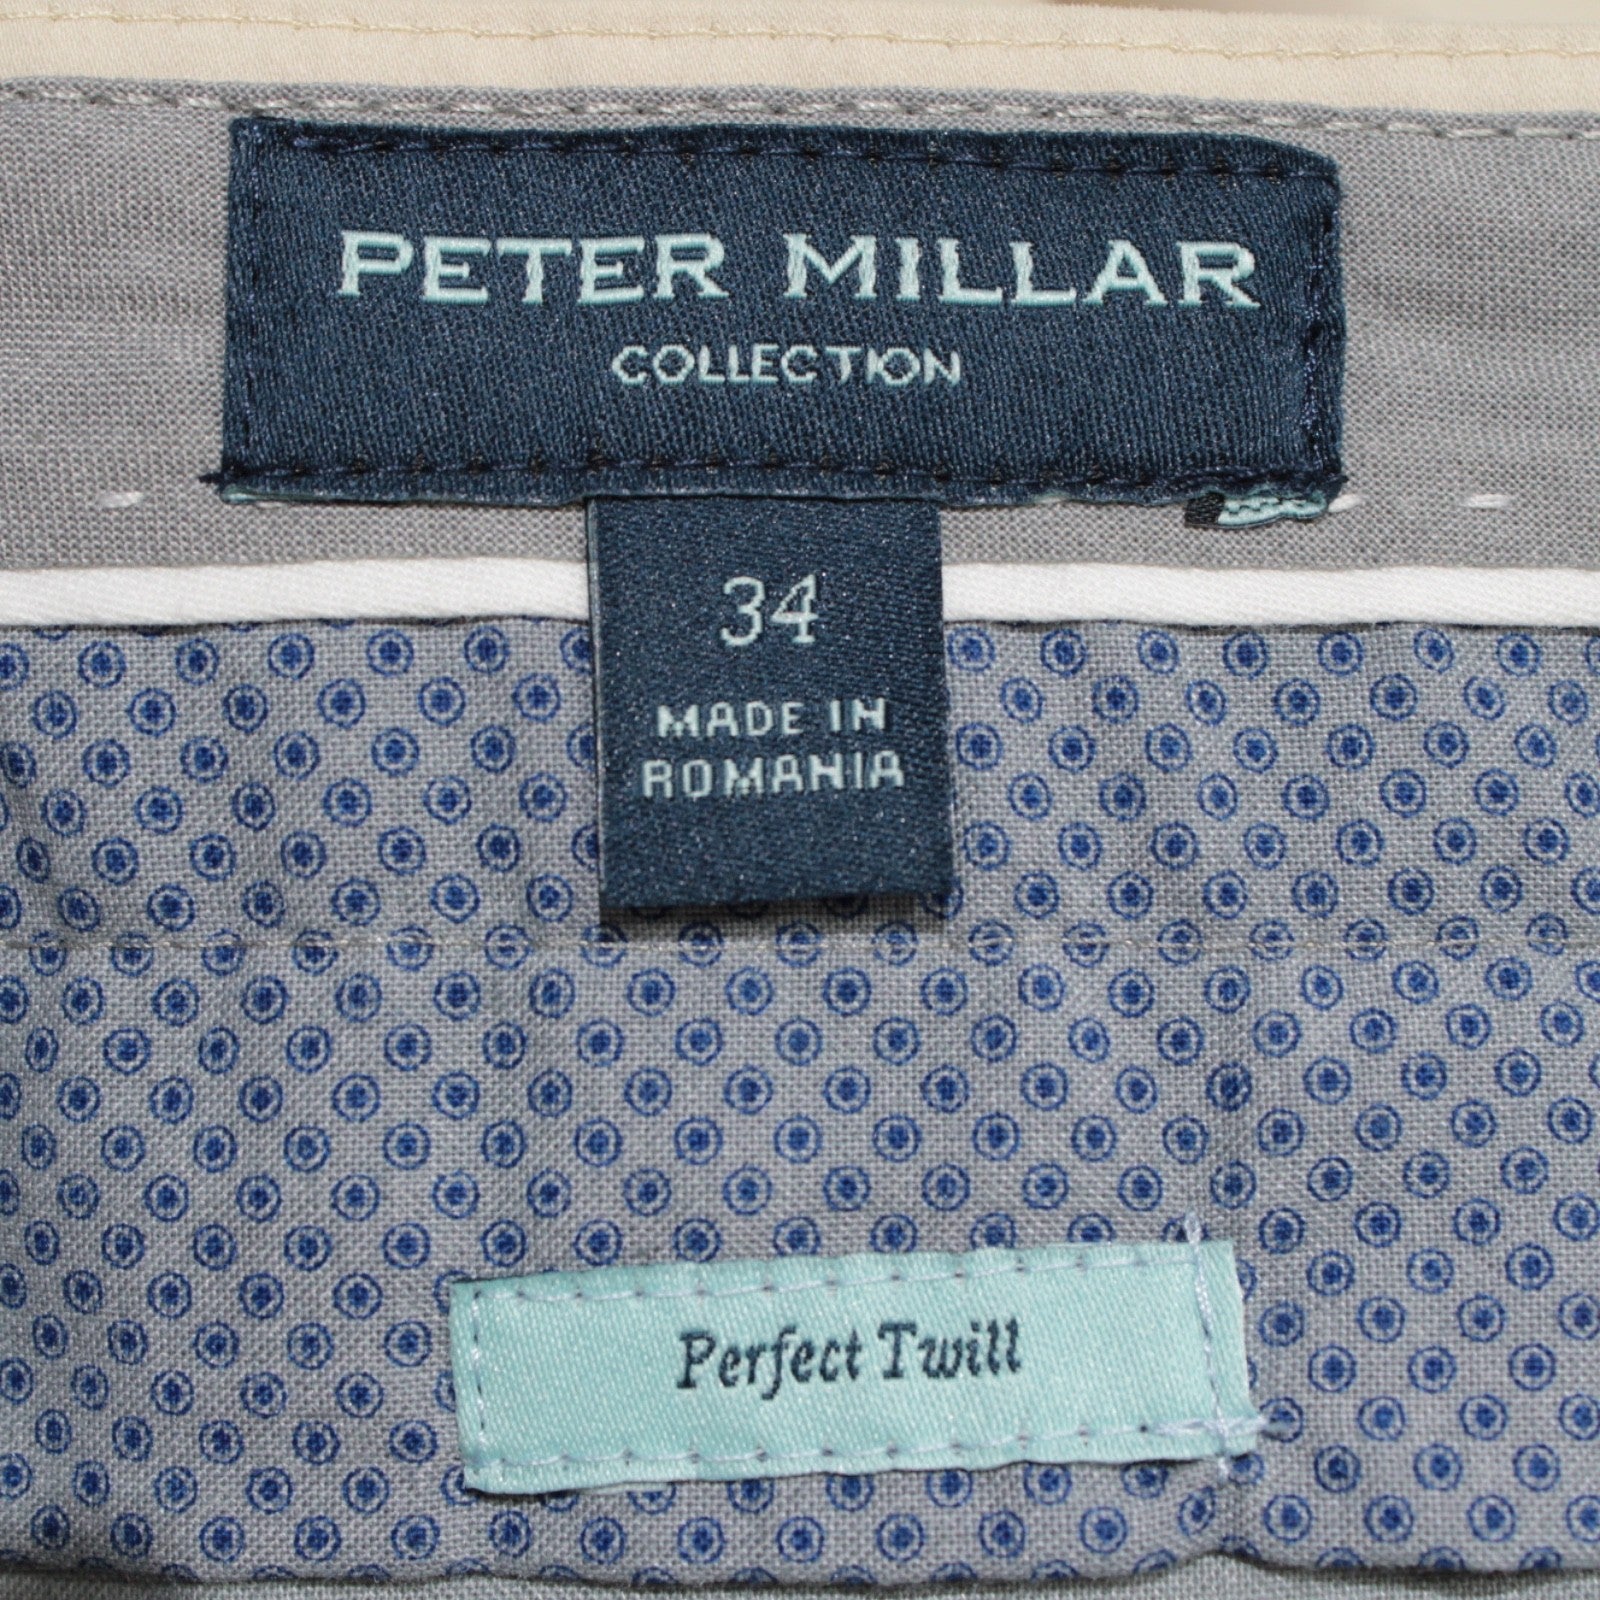 PETER MILLAR
COLLECTION
34
MADE IN
ROMANIA
Perfect Twill